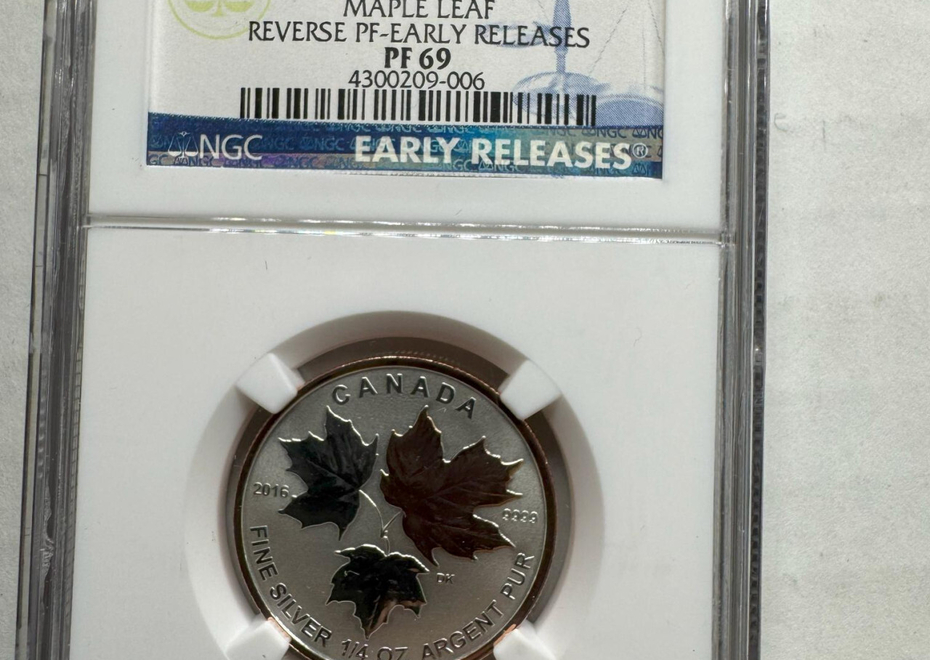 MAPLE LEAF
REVERSE PF-EARLY RELEASES
PF 69
4300209-006
NGC EARLY RELEASES®
CANADA
2016
9999
DK
FINE SILVER 1/4 OZ ARGENT PUR